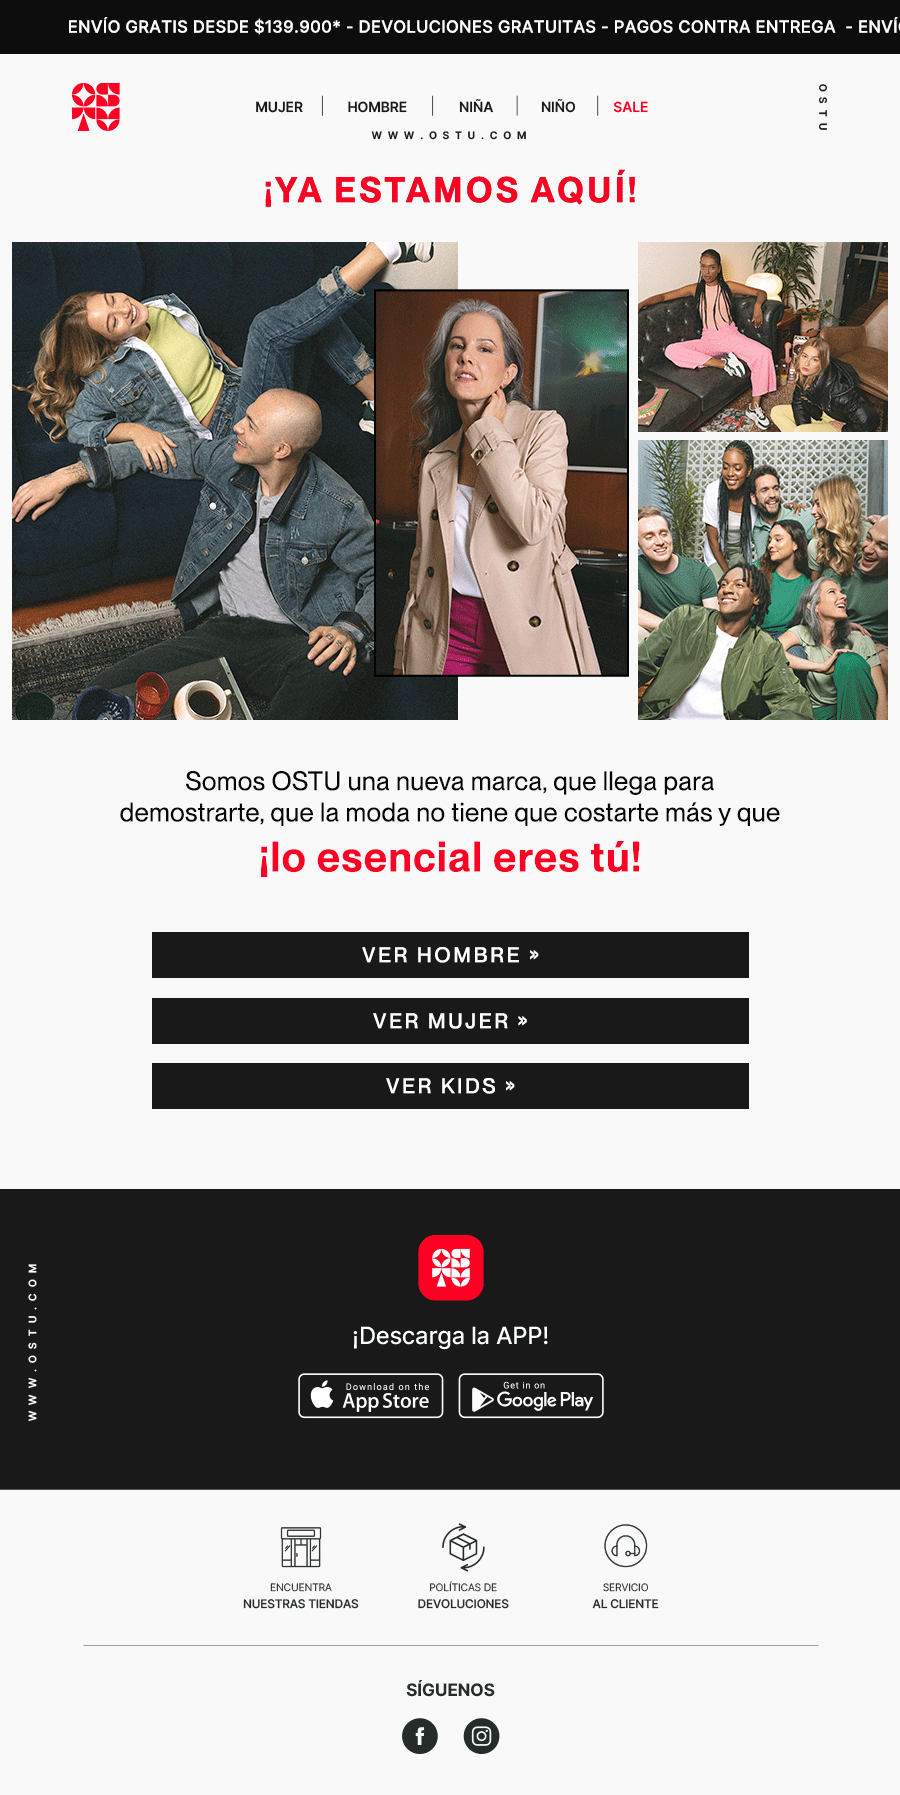 ENVÍO GRATIS DESDE $139.900* - DEVOLUCIONES GRATUITAS - PAGOS CONTRA ENTREGA - ENVÍ
OSTU
MUJER | HOMBRE | NIÑA | NIÑO | SALE
WWW.OSTU.COM
OSTU
¡YA ESTAMOS AQUÍ!
Somos OSTU una nueva marca, que llega para
demostrarte, que la moda no tiene que costarte más y que
¡lo esencial eres tú!
VER HOMBRE »
VER MUJER »
VER KIDS »
OSTU
WWW.OSTU.COM
¡Descarga la APP!
Download on the
App Store
Get in on
Google Play
ENCUENTRA
NUESTRAS TIENDAS
POLÍTICAS DE
DEVOLUCIONES
SERVICIO
AL CLIENTE
SÍGUENOS